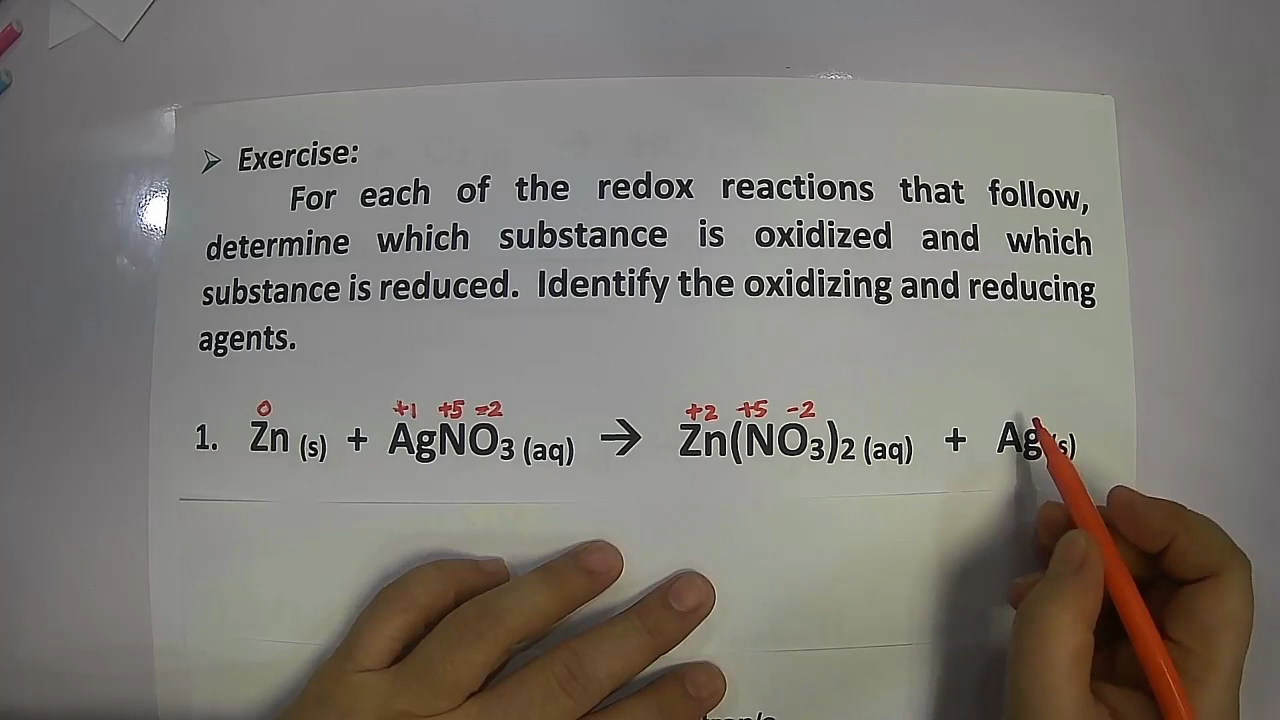 ➢ Exercise:
For each of the redox reactions that follow,
determine which substance is oxidized and which
substance is reduced. Identify the oxidizing and reducing
agents.
0 +1 +5 -2 +2 +5 -2
1. Zn (s) + AgNO3 (aq) → Zn(NO3)2 (aq) + Ag (s)